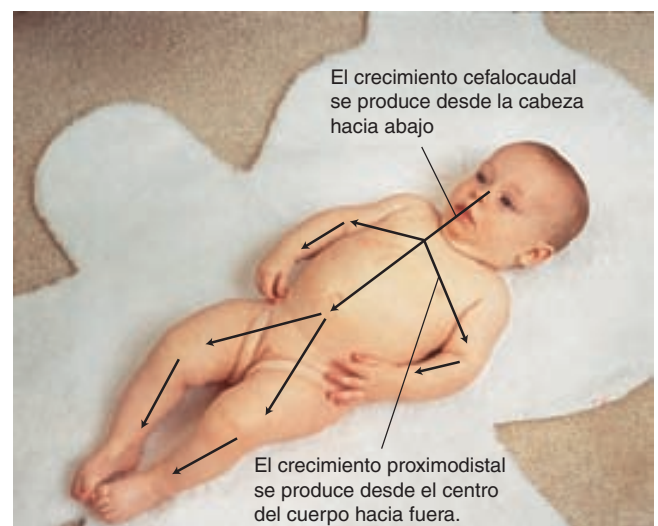 El crecimiento cefalocaudal
se produce desde la cabeza
hacia abajo
El crecimiento proximodistal
se produce desde el centro
del cuerpo hacia fuera.